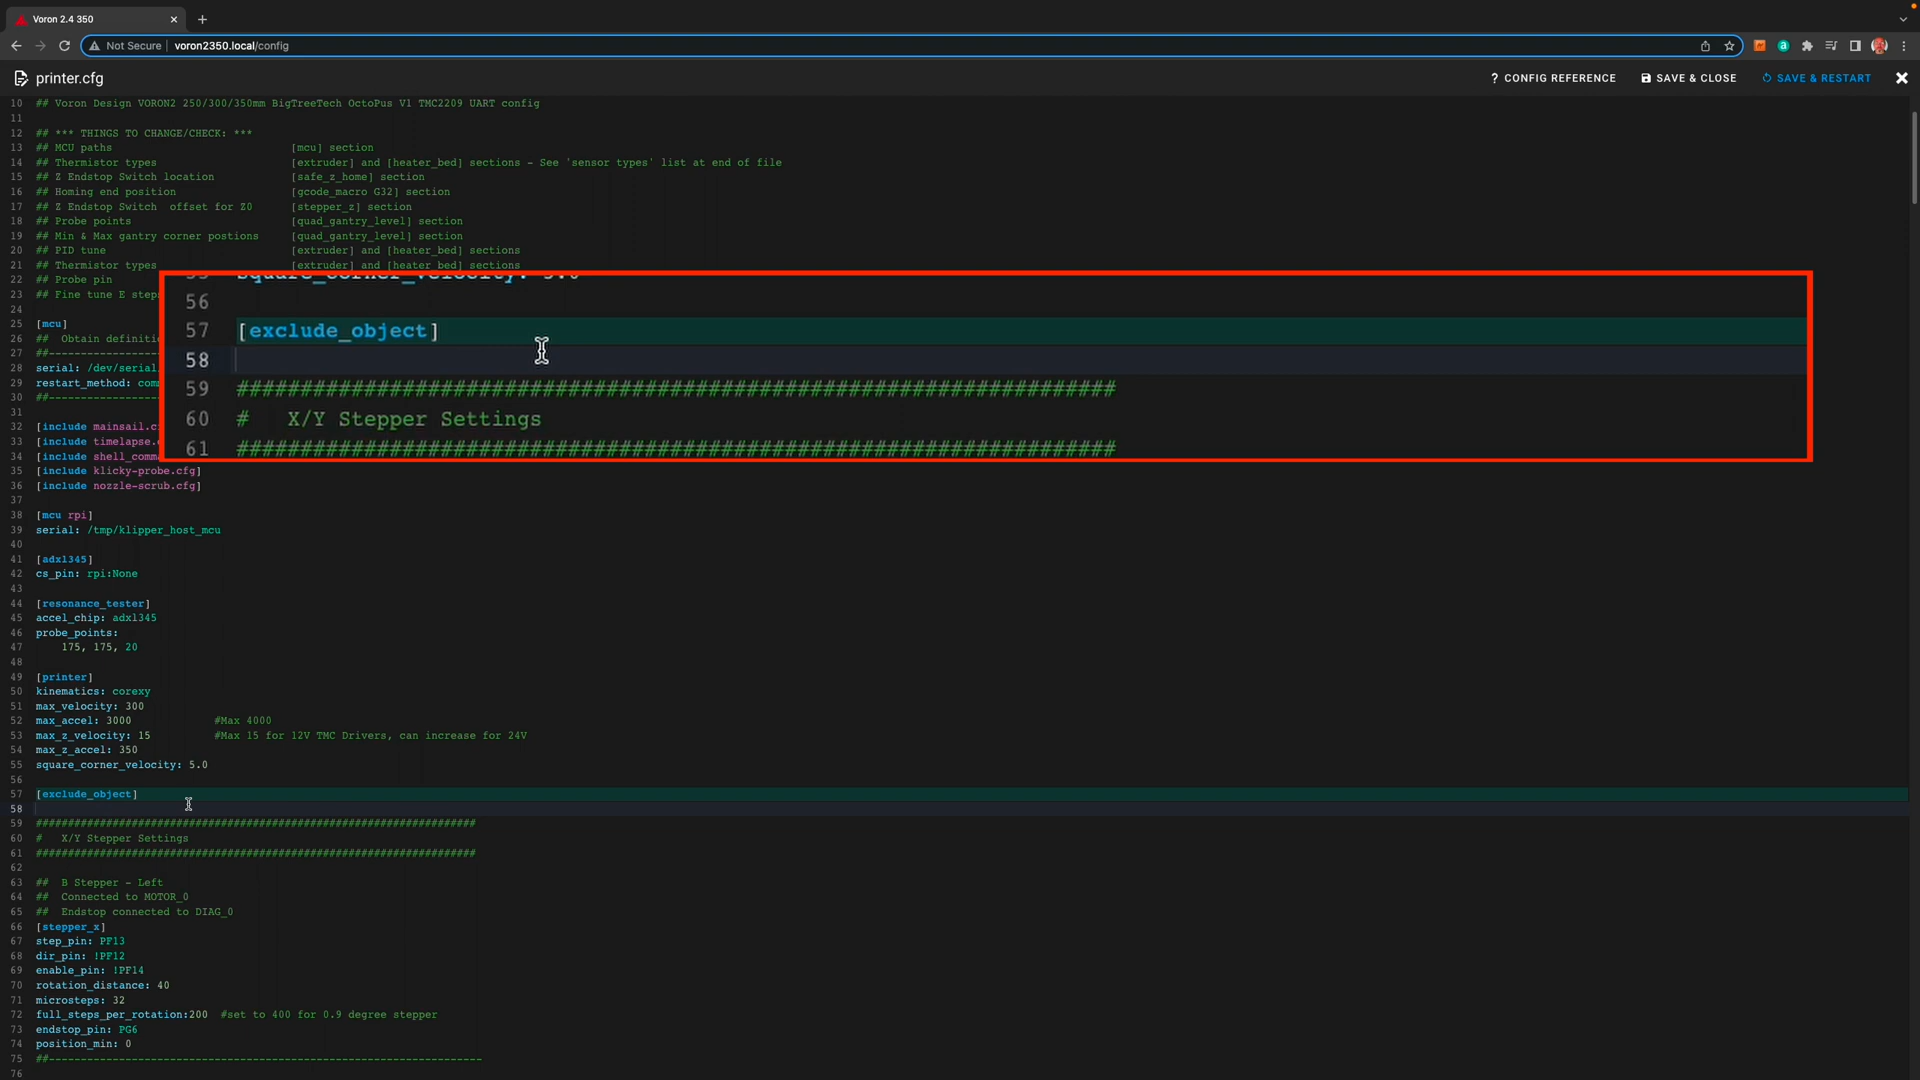 Voron 2.4 350
Not Secure | voron2350.local/config
printer.cfg
? CONFIG REFERENCE SAVE & CLOSE SAVE & RESTART
10 ## Voron Design VORON2 250/300/350mm BigTreeTech OctoPus V1 TMC2209 UART config
11
12 ## *** THINGS TO CHANGE/CHECK: ***
13 ## MCU paths [mcu] section
14 ## Thermistor types [extruder] and [heater_bed] sections - See 'sensor types' list at end of file
15 ## Z Endstop Switch location [safe_z_home] section
16 ## Homing end position [gcode_macro G32] section
17 ## Z Endstop Switch offset for Z0 [stepper_z] section
18 ## Probe points [quad_gantry_level] section
19 ## Min & Max gantry corner postions [quad_gantry_level] section
20 ## PID tune [extruder] and [heater_bed] sections
21 ## Thermistor types [extruder] and [heater_bed] sections
22 ## Probe pin
23 ## Fine tune E step
24
25 [mcu]
26 ## Obtain definiti
27 ##------------------
28 serial: /dev/serial
29 restart_method: com
30 ##------------------
31
32 [include mainsail.c
33 [include timelapse.
34 [include shell_comm
35 [include klicky-probe.cfg]
36 [include nozzle-scrub.cfg]
37
38 [mcu rpi]
39 serial: /tmp/klipper_host_mcu
40
41 [adxl345]
42 cs_pin: rpi:None
43
44 [resonance_tester]
45 accel_chip: adxl345
46 probe_points:
47 175, 175, 20
48
49 [printer]
50 kinematics: corexy
51 max_velocity: 300
52 max_accel: 3000 #Max 4000
53 max_z_velocity: 15 #Max 15 for 12V TMC Drivers, can increase for 24V
54 max_z_accel: 350
55 square_corner_velocity: 5.0
56
57 [exclude_object]
58
59 #####################################################################
60 # X/Y Stepper Settings
61 #####################################################################
62
63 ## B Stepper - Left
64 ## Connected to MOTOR_0
65 ## Endstop connected to DIAG_0
66 [stepper_x]
67 step_pin: PF13
68 dir_pin: !PF12
69 enable_pin: !PF14
70 rotation_distance: 40
71 microsteps: 32
72 full_steps_per_rotation:200 #set to 400 for 0.9 degree stepper
73 endstop_pin: PG6
74 position_min: 0
75 ##--------------------------------------------------------------------
76
55 square_corner_velocity: 5.0
56
57 [exclude_object]
58
59 #####################################################################
60 # X/Y Stepper Settings
61 #####################################################################